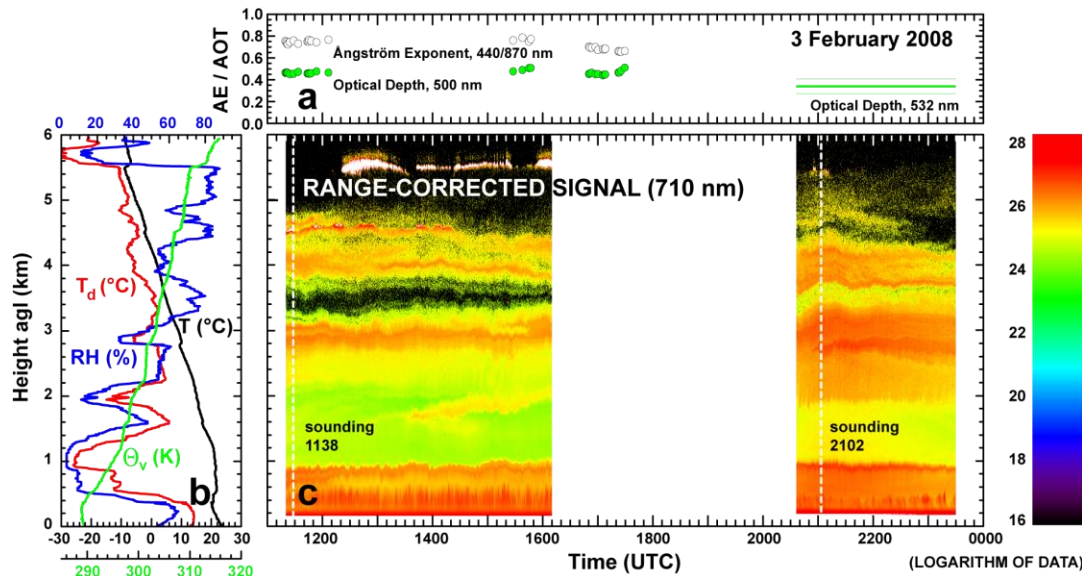 0 30 60 90
AE / AOT
1.0
0.8
0.6
0.4
0.2
0.0
Ångström Exponent, 440/870 nm
Optical Depth, 500 nm
3 February 2008
Optical Depth, 532 nm
a
Height agl (km)
6
5
4
3
2
1
0
T_d (°C)
T (°C)
RH (%)
Θ_v (K)
b
-30 -20 -10 0 10 20 30
290 300 310 320
RANGE-CORRECTED SIGNAL (710 nm)
sounding
1138
sounding
2102
c
1200 1400 1600 1800 2000 2200 0000
Time (UTC)
28
26
24
22
20
18
16
(LOGARITHM OF DATA)